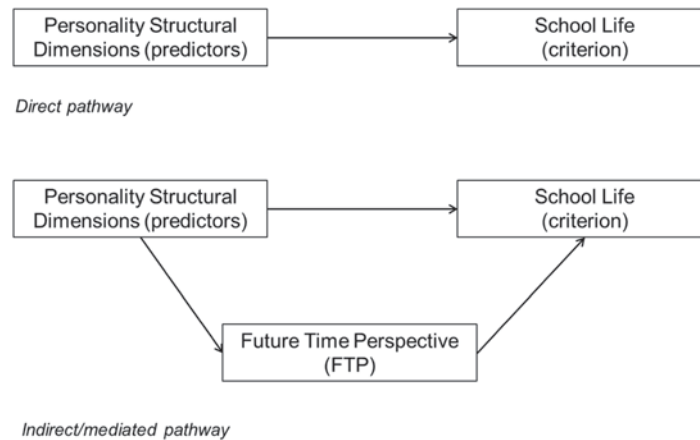 Personality Structural
Dimensions (predictors)
School Life
(criterion)
Direct pathway
Personality Structural
Dimensions (predictors)
School Life
(criterion)
Future Time Perspective
(FTP)
Indirect/mediated pathway